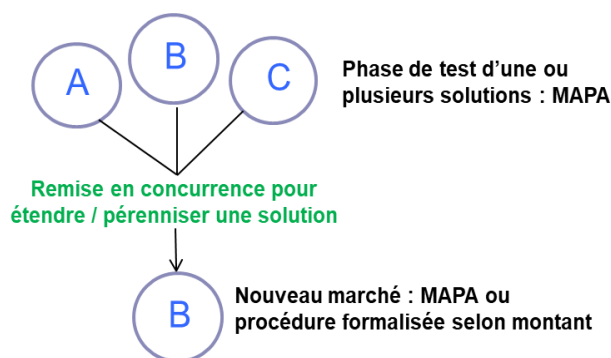 A
B
C
Phase de test d'une ou
plusieurs solutions : MAPA
Remise en concurrence pour
étendre / pérenniser une solution
B
Nouveau marché : MAPA ou
procédure formalisée selon montant